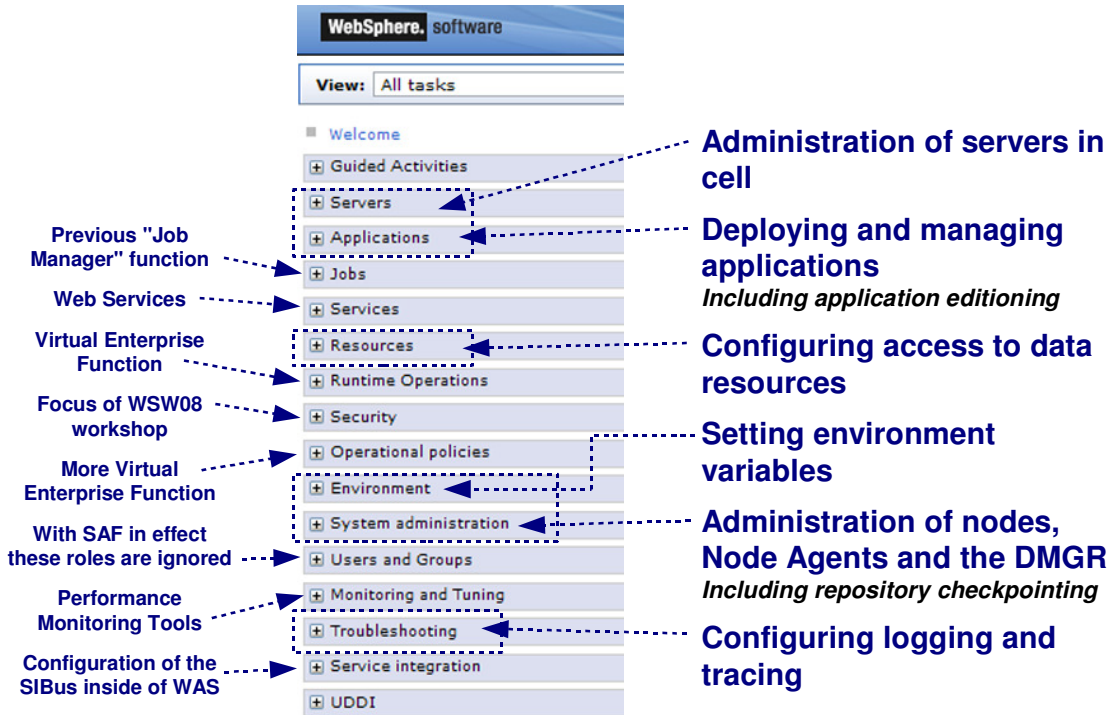 WebSphere. software
View: All tasks
Welcome
Guided Activities
Servers
Applications
Jobs
Services
Resources
Runtime Operations
Security
Operational policies
Environment
System administration
Users and Groups
Monitoring and Tuning
Troubleshooting
Service integration
UDDI
Previous "Job
Manager" function
Web Services
Virtual Enterprise
Function
Focus of WSW08
workshop
More Virtual
Enterprise Function
With SAF in effect
these roles are ignored
Performance
Monitoring Tools
Configuration of the
SIBus inside of WAS
Administration of servers in
cell
Deploying and managing
applications
Including application editioning
Configuring access to data
resources
Setting environment
variables
Administration of nodes,
Node Agents and the DMGR
Including repository checkpointing
Configuring logging and
tracing